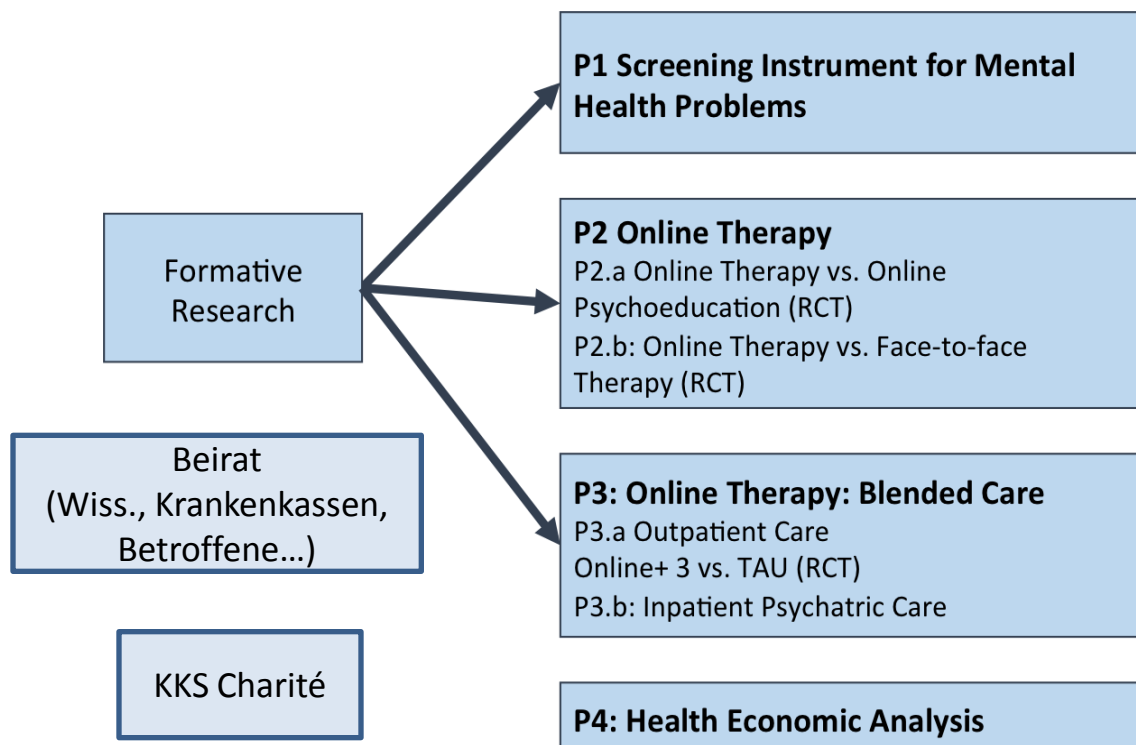 Formative
Research
Beirat
(Wiss., Krankenkassen,
Betroffene…)
KKS Charité
P1 Screening Instrument for Mental
Health Problems
P2 Online Therapy
P2.a Online Therapy vs. Online
Psychoeducation (RCT)
P2.b: Online Therapy vs. Face-to-face
Therapy (RCT)
P3: Online Therapy: Blended Care
P3.a Outpatient Care
Online+ 3 vs. TAU (RCT)
P3.b: Inpatient Psychatric Care
P4: Health Economic Analysis